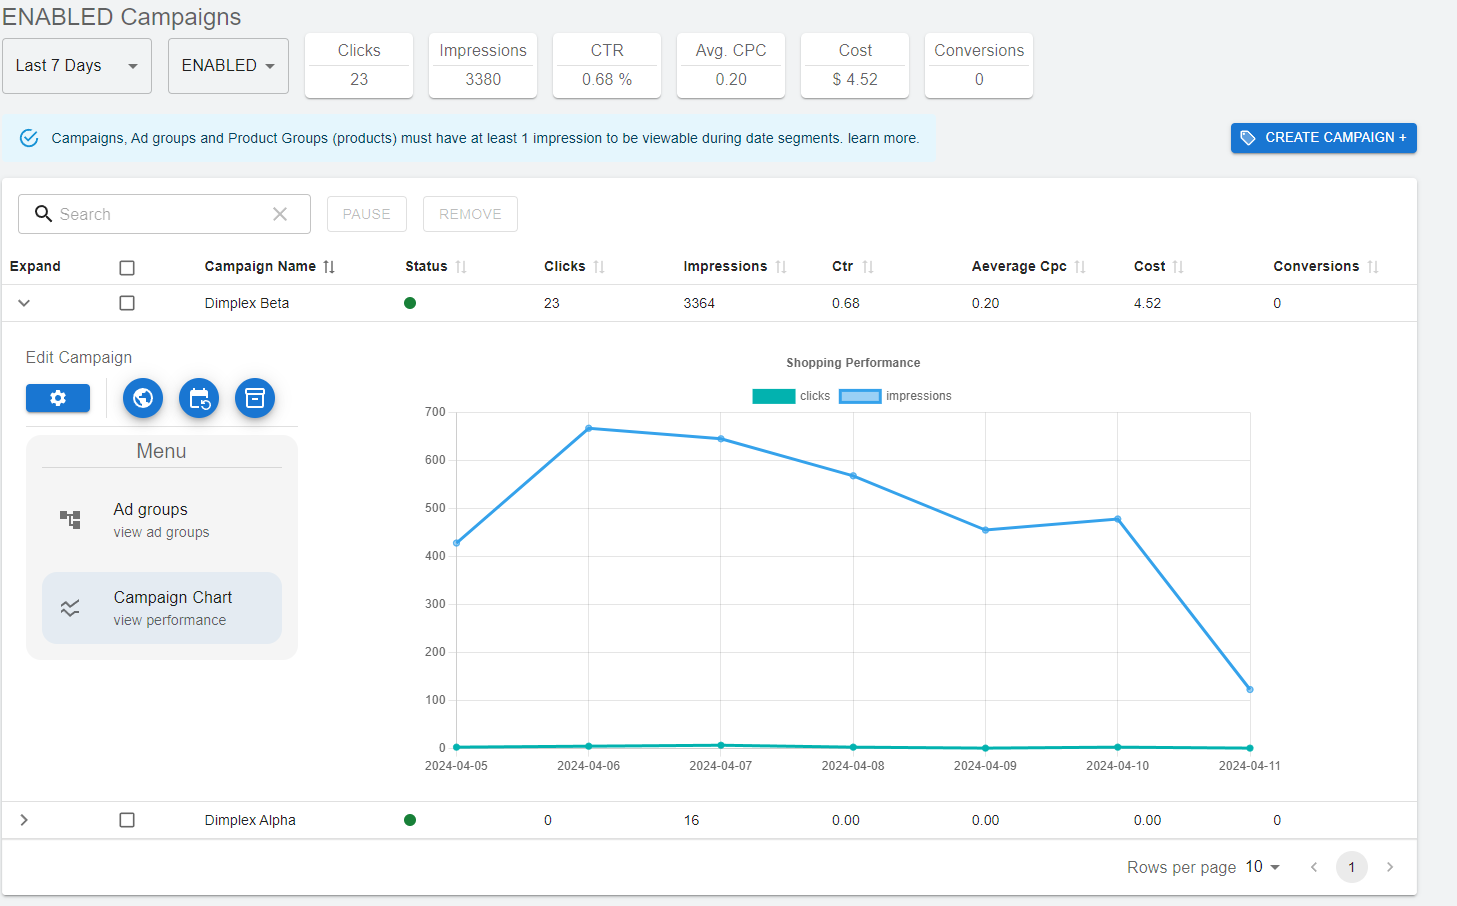 ENABLED Campaigns
Last 7 Days
ENABLED
Clicks
23
Impressions
3380
CTR
0.68 %
Avg. CPC
0.20
Cost
$ 4.52
Conversions
0
Campaigns, Ad groups and Product Groups (products) must have at least 1 impression to be viewable during date segments. learn more.
CREATE CAMPAIGN +
Search
PAUSE
REMOVE
Expand Campaign Name Status Clicks Impressions Ctr Aeverage Cpc Cost Conversions
Dimplex Beta 23 3364 0.68 0.20 4.52 0
Edit Campaign
Menu
Ad groups
view ad groups
Campaign Chart
view performance
Shopping Performance
clicks impressions
700
600
500
400
300
200
100
0
2024-04-05 2024-04-06 2024-04-07 2024-04-08 2024-04-09 2024-04-10 2024-04-11
Dimplex Alpha 0 16 0.00 0.00 0.00 0
Rows per page 10 1